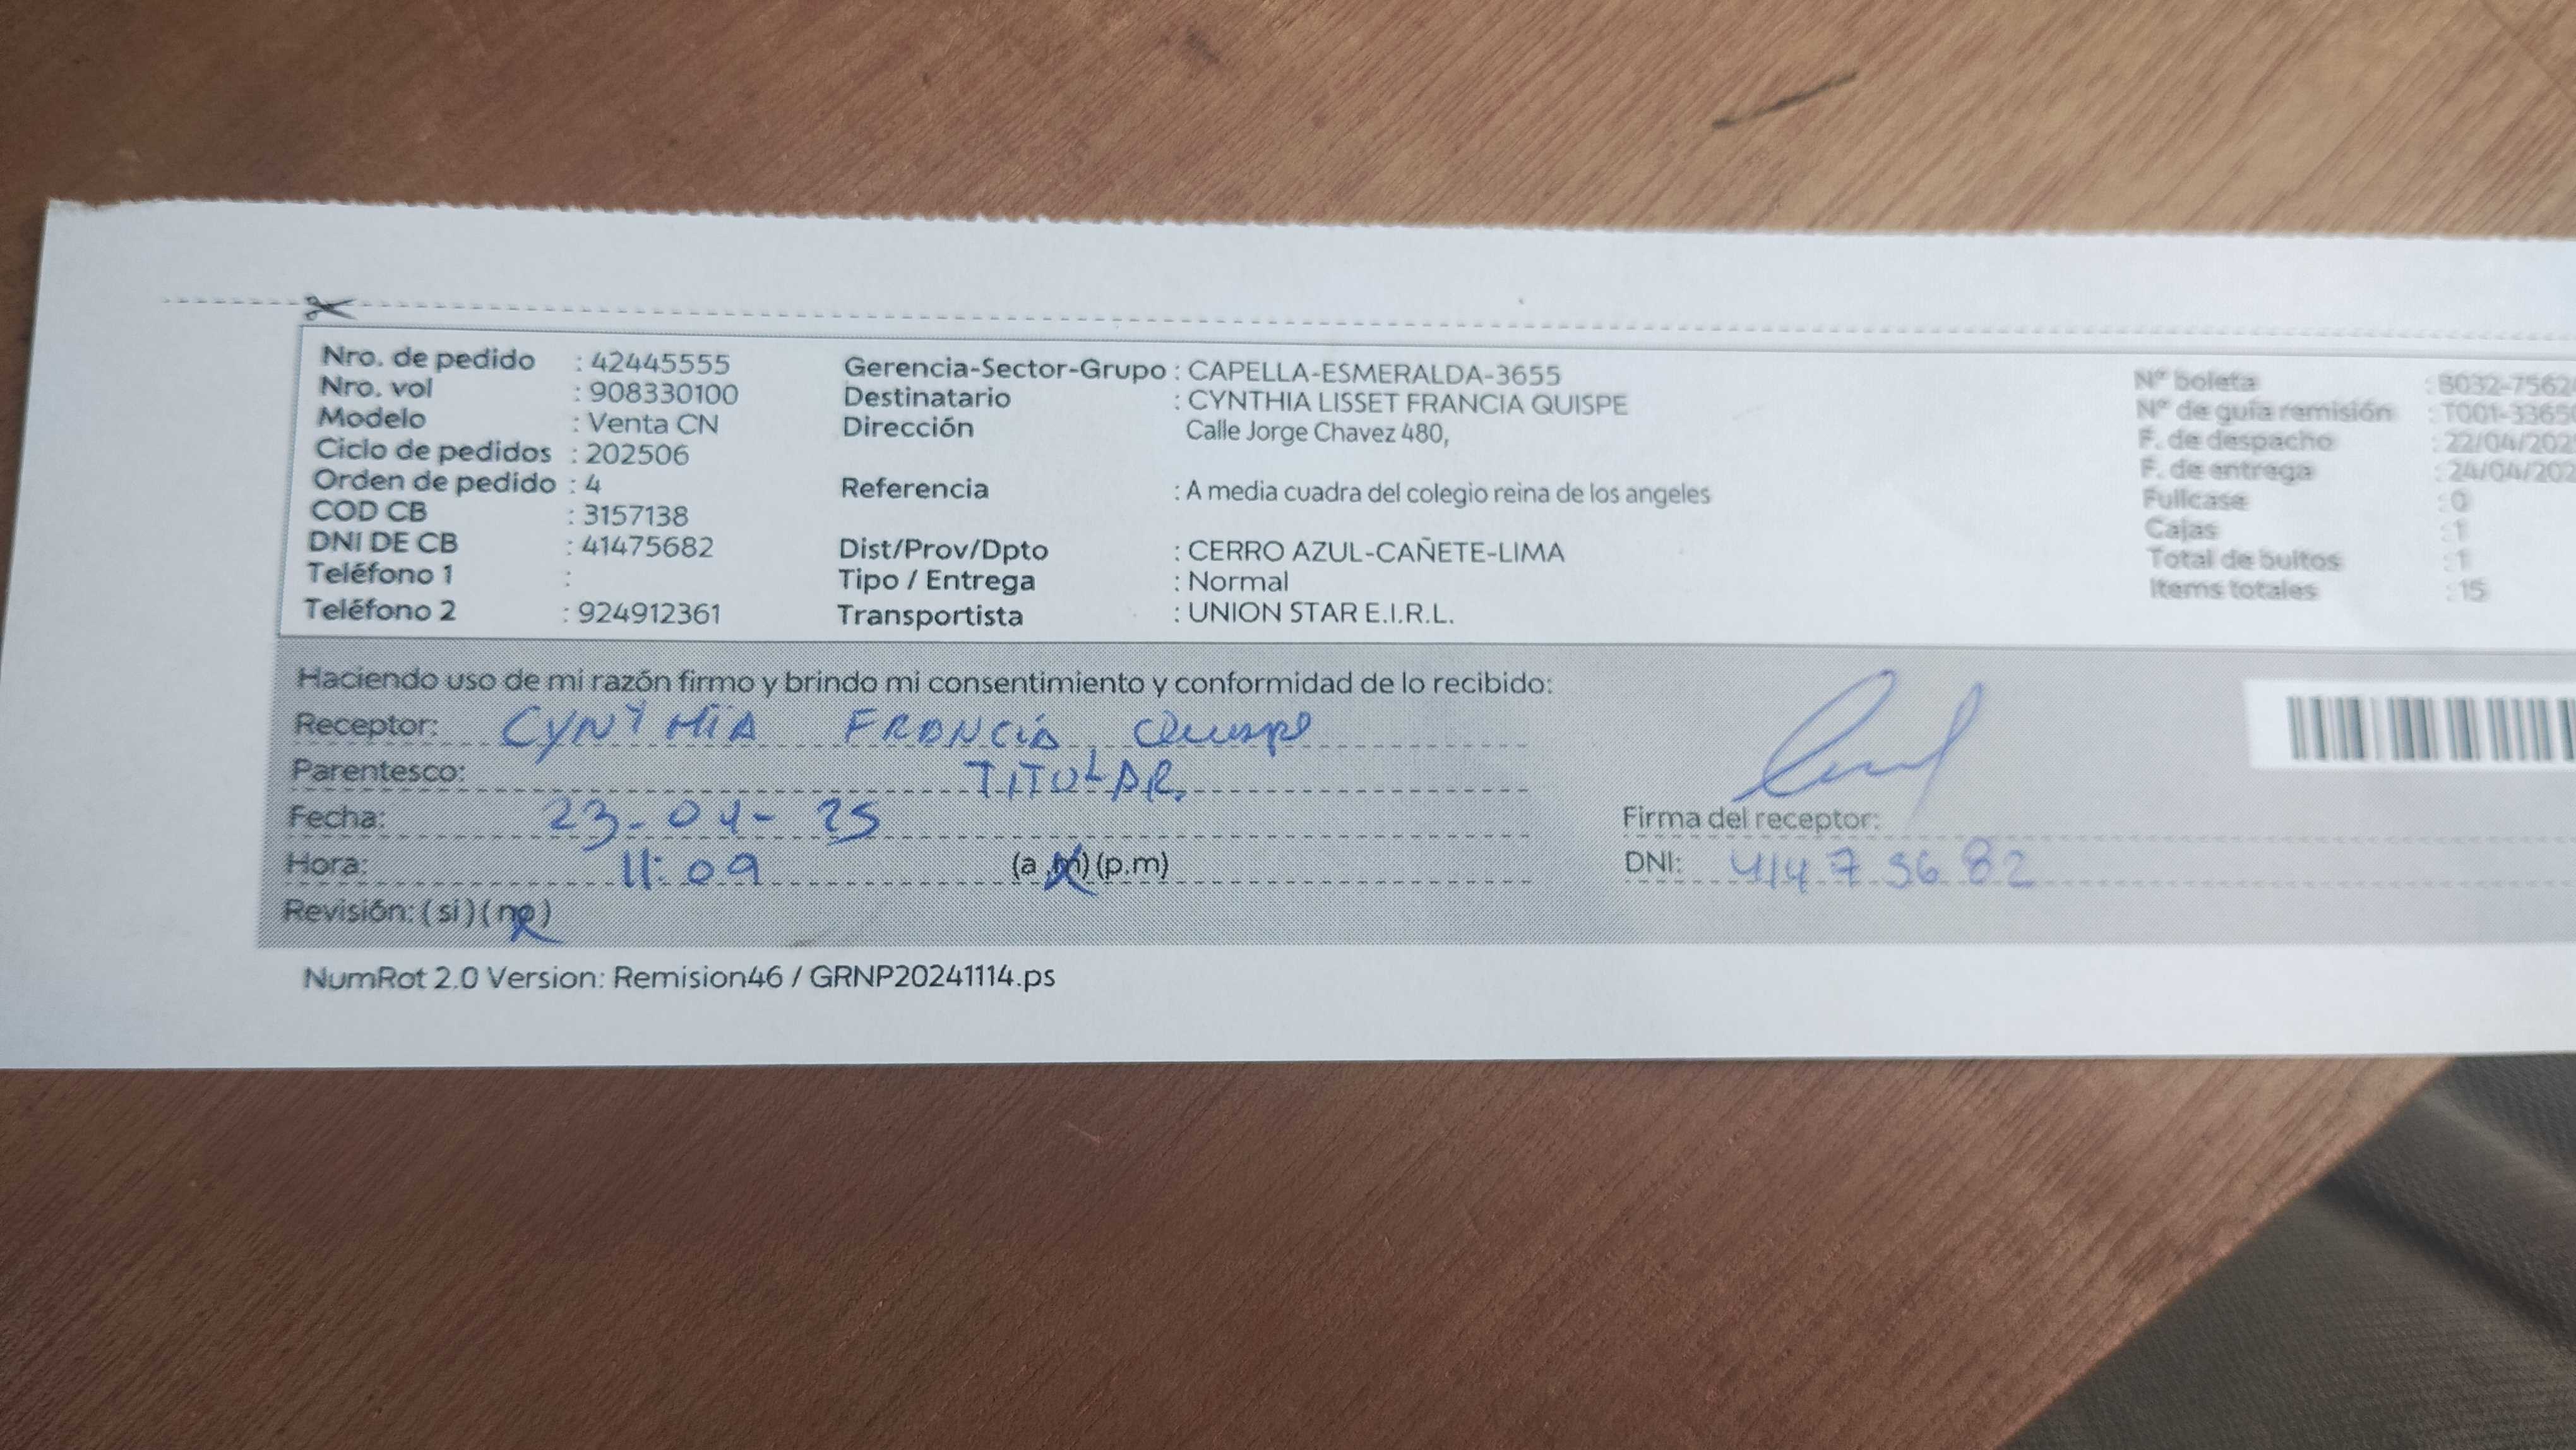 Nro. de pedido : 42445555
Nro. vol : 908330100
Modelo : Venta CN
Ciclo de pedidos : 202506
Orden de pedido : 4
COD CB : 3157138
DNI DE CB : 41475682
Teléfono 1 :
Teléfono 2 : 924912361
Gerencia-Sector-Grupo : CAPELLA-ESMERALDA-3655
Destinatario : CYNTHIA LISSET FRANCIA QUISPE
Dirección Calle Jorge Chavez 480,
Referencia : A media cuadra del colegio reina de los angeles
Dist/Prov/Dpto : CERRO AZUL-CAÑETE-LIMA
Tipo / Entrega : Normal
Transportista : UNION STAR E.I.R.L.
N° boleta : B032-7562
N° de guía remisión : T001-3365
F. de despacho : 22/04/202
F. de entrega : 24/04/202
Fullcase : 0
Cajas : 1
Total de bultos : 1
Items totales : 15
Haciendo uso de mi razón firmo y brindo mi consentimiento y conformidad de lo recibido:
Receptor: CYNTHIA FRANCIA Quispe
Parentesco: TITULAR
Fecha: 23-04-25
Hora: 11:09 (a.m) (p.m)
Revisión: (si) (no)
Firma del receptor:
DNI: 41475682
NumRot 2.0 Version: Remision46 / GRNP20241114.ps